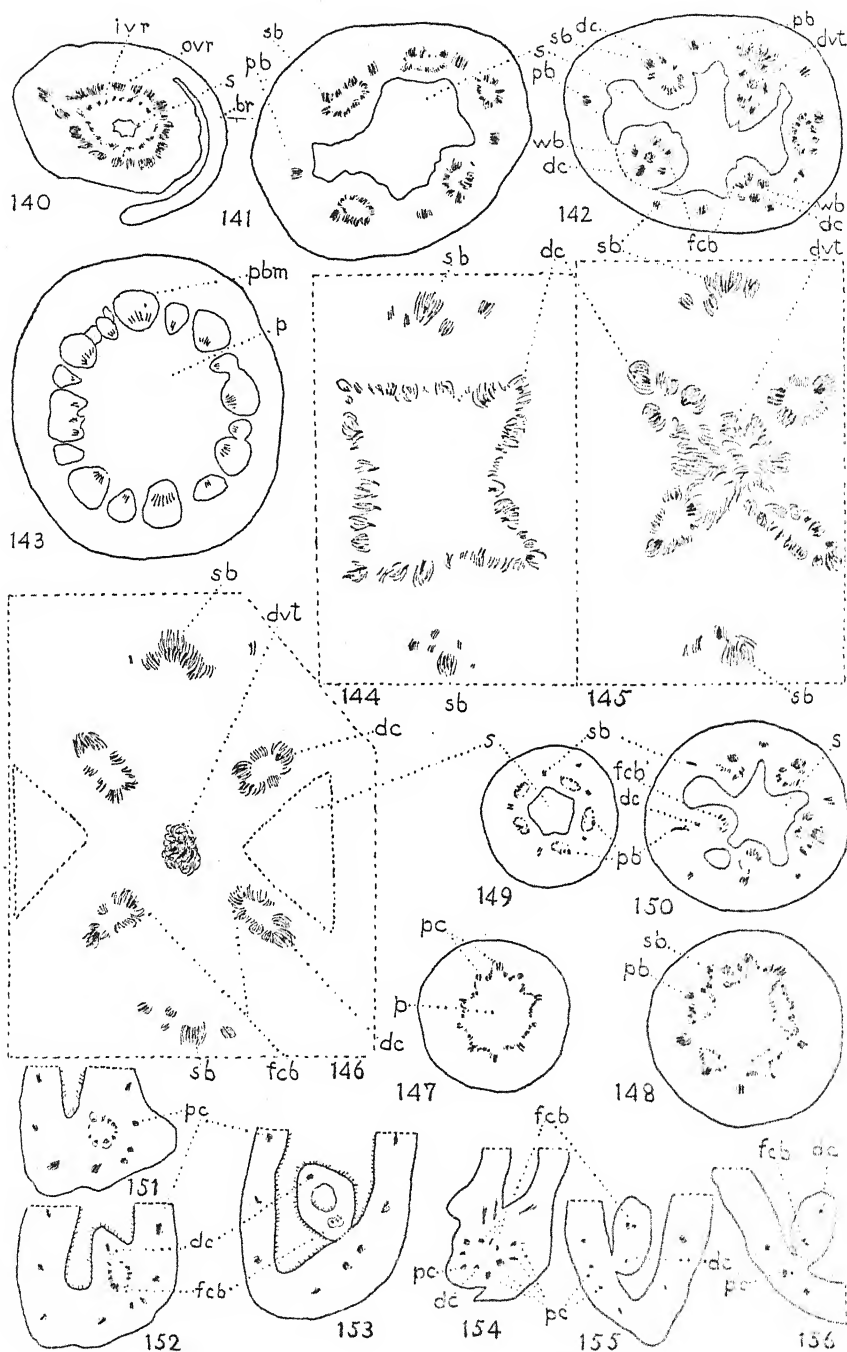 ivr
ovr
s
br
140
sb
pb
s
141
sb
dc
pb
dvt
pb
wb
dc
wb
dc
fcb
142
pbm
p
143
sb
dc
144
sb
sb
dvt
145
sb
sb
dvt
dc
s
sb
fcb
146
dc
sb
s
pb
149
fcb
dc
s
150
pc
p
147
sb
pb
148
pc
151
dc
fcb
152
153
fcb
pc
dc
154
pc
dc
155
fcb
dc
pc
156